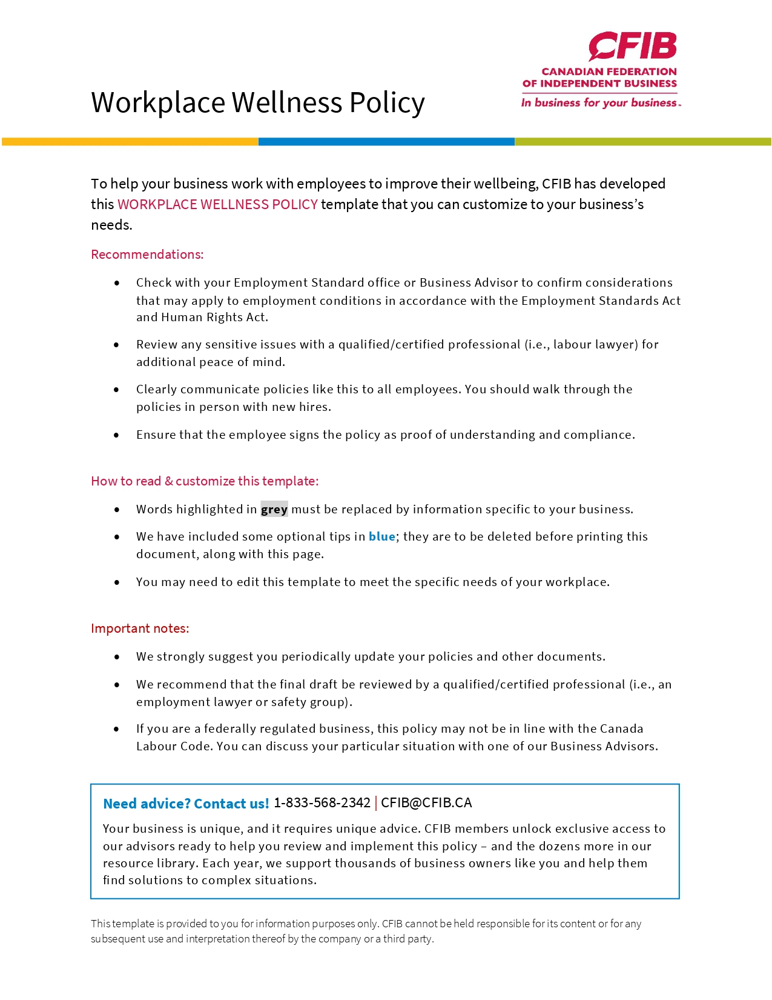 CFIB
CANADIAN FEDERATION
OF INDEPENDENT BUSINESS
In business for your business™
Workplace Wellness Policy
To help your business work with employees to improve their wellbeing, CFIB has developed
this WORKPLACE WELLNESS POLICY template that you can customize to your business’s
needs.
Recommendations:
• Check with your Employment Standard office or Business Advisor to confirm considerations
that may apply to employment conditions in accordance with the Employment Standards Act
and Human Rights Act.
• Review any sensitive issues with a qualified/certified professional (i.e., labour lawyer) for
additional peace of mind.
• Clearly communicate policies like this to all employees. You should walk through the
policies in person with new hires.
• Ensure that the employee signs the policy as proof of understanding and compliance.
How to read & customize this template:
• Words highlighted in grey must be replaced by information specific to your business.
• We have included some optional tips in blue; they are to be deleted before printing this
document, along with this page.
• You may need to edit this template to meet the specific needs of your workplace.
Important notes:
• We strongly suggest you periodically update your policies and other documents.
• We recommend that the final draft be reviewed by a qualified/certified professional (i.e., an
employment lawyer or safety group).
• If you are a federally regulated business, this policy may not be in line with the Canada
Labour Code. You can discuss your particular situation with one of our Business Advisors.
Need advice? Contact us! 1-833-568-2342 | CFIB@CFIB.CA
Your business is unique, and it requires unique advice. CFIB members unlock exclusive access to
our advisors ready to help you review and implement this policy – and the dozens more in our
resource library. Each year, we support thousands of business owners like you and help them
find solutions to complex situations.
This template is provided to you for information purposes only. CFIB cannot be held responsible for its content or for any
subsequent use and interpretation thereof by the company or a third party.